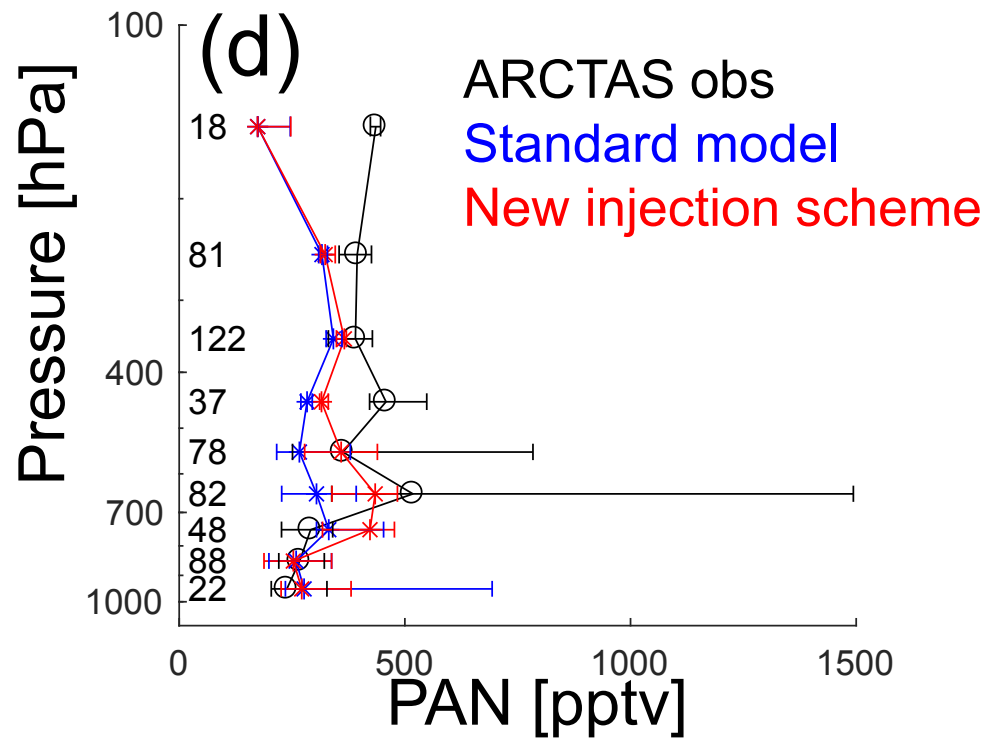 100
(d)
ARCTAS obs
18
Standard model
New injection scheme
81
122
400
37
78
82
700
48
88
22
1000
Pressure [hPa]
0
500
1000
1500
PAN [pptv]